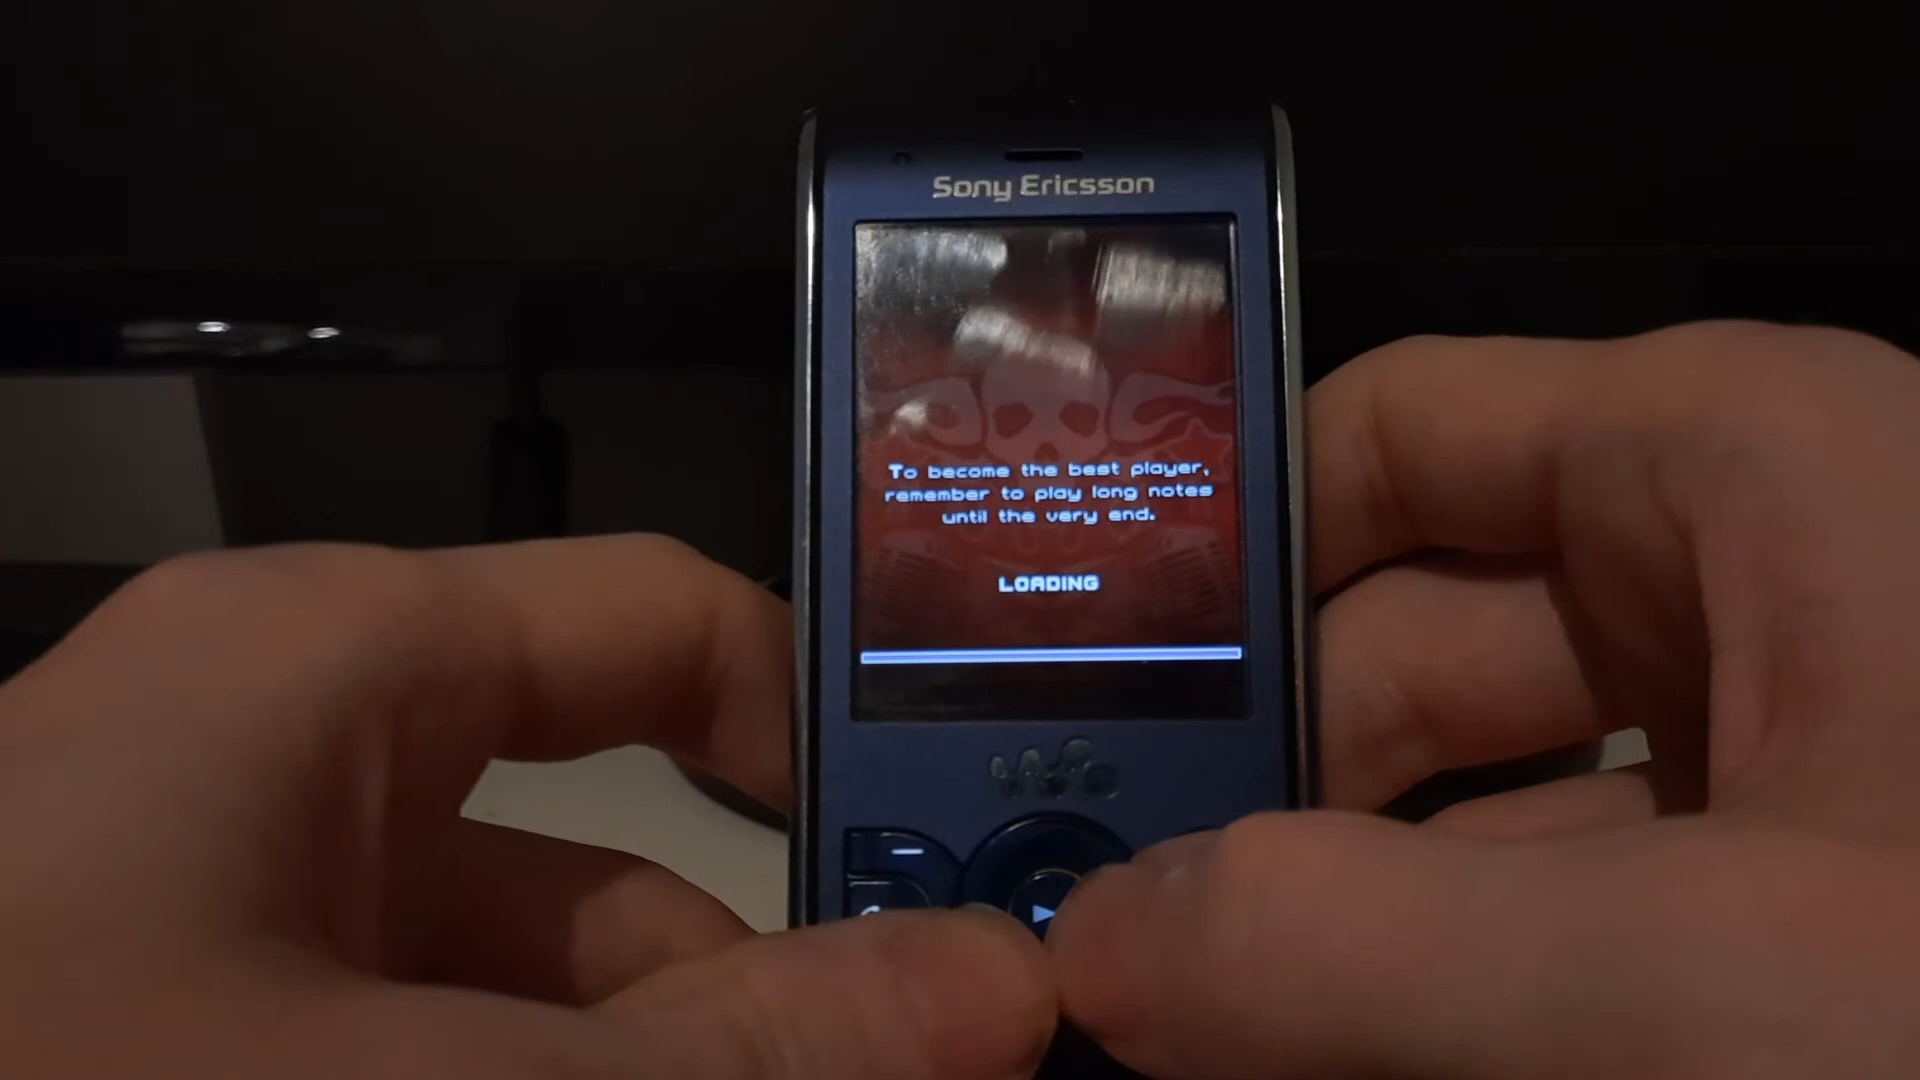 Sony Ericsson
To become the best player,
remember to play long notes
until the very end.
LOADING